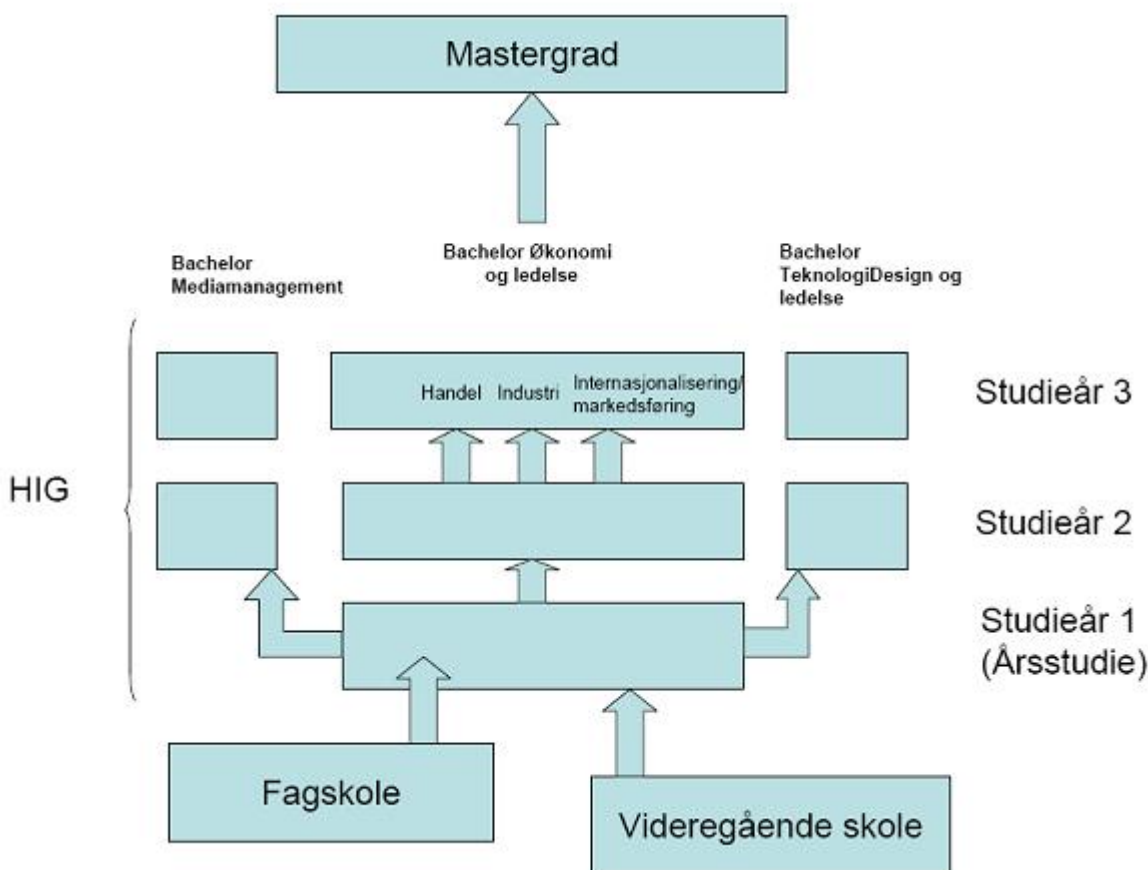 Mastergrad
Bachelor
Mediamanagement
Bachelor Økonomi
og ledelse
Bachelor
TeknologiDesign og
ledelse
Handel
Industri
Internasjonalisering/
markedsføring
Studieår 3
HIG
Studieår 2
Studieår 1
(Årsstudie)
Fagskole
Videregående skole